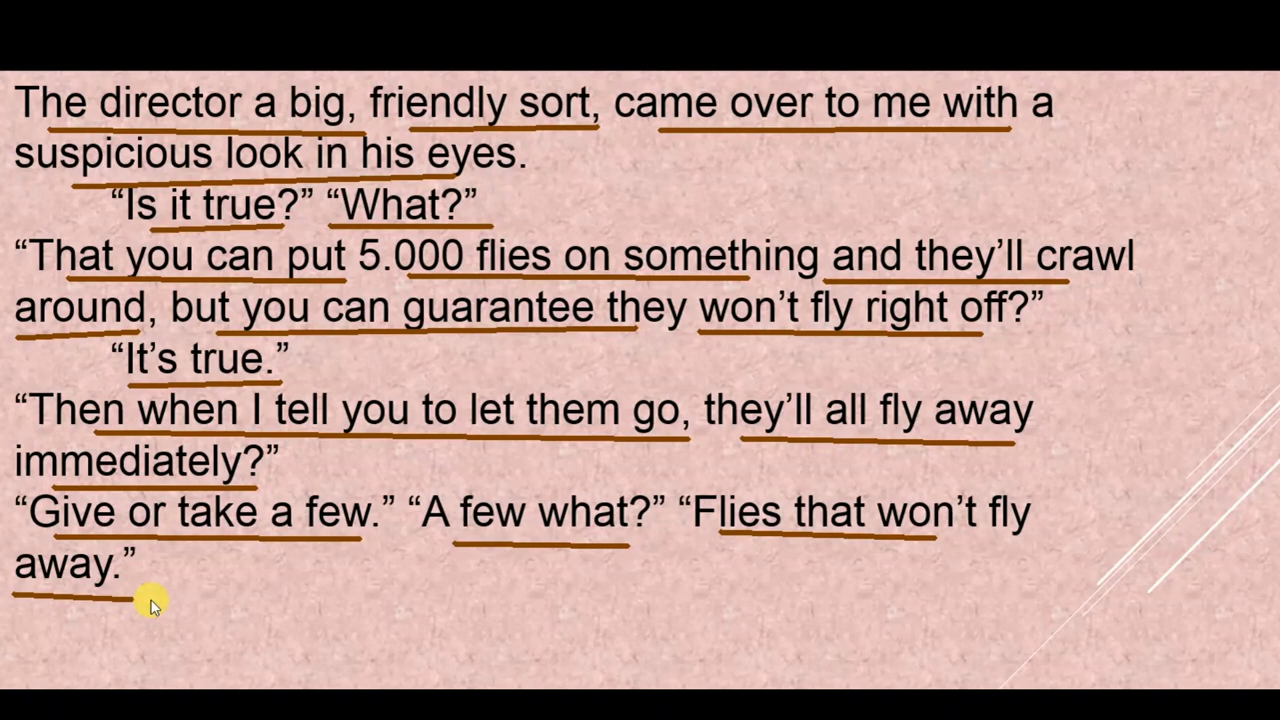 The director a big, friendly sort, came over to me with a
suspicious look in his eyes.
“Is it true?” “What?”
“That you can put 5.000 flies on something and they’ll crawl
around, but you can guarantee they won’t fly right off?”
“It’s true.”
“Then when I tell you to let them go, they’ll all fly away
immediately?”
“Give or take a few.” “A few what?” “Flies that won’t fly
away.”